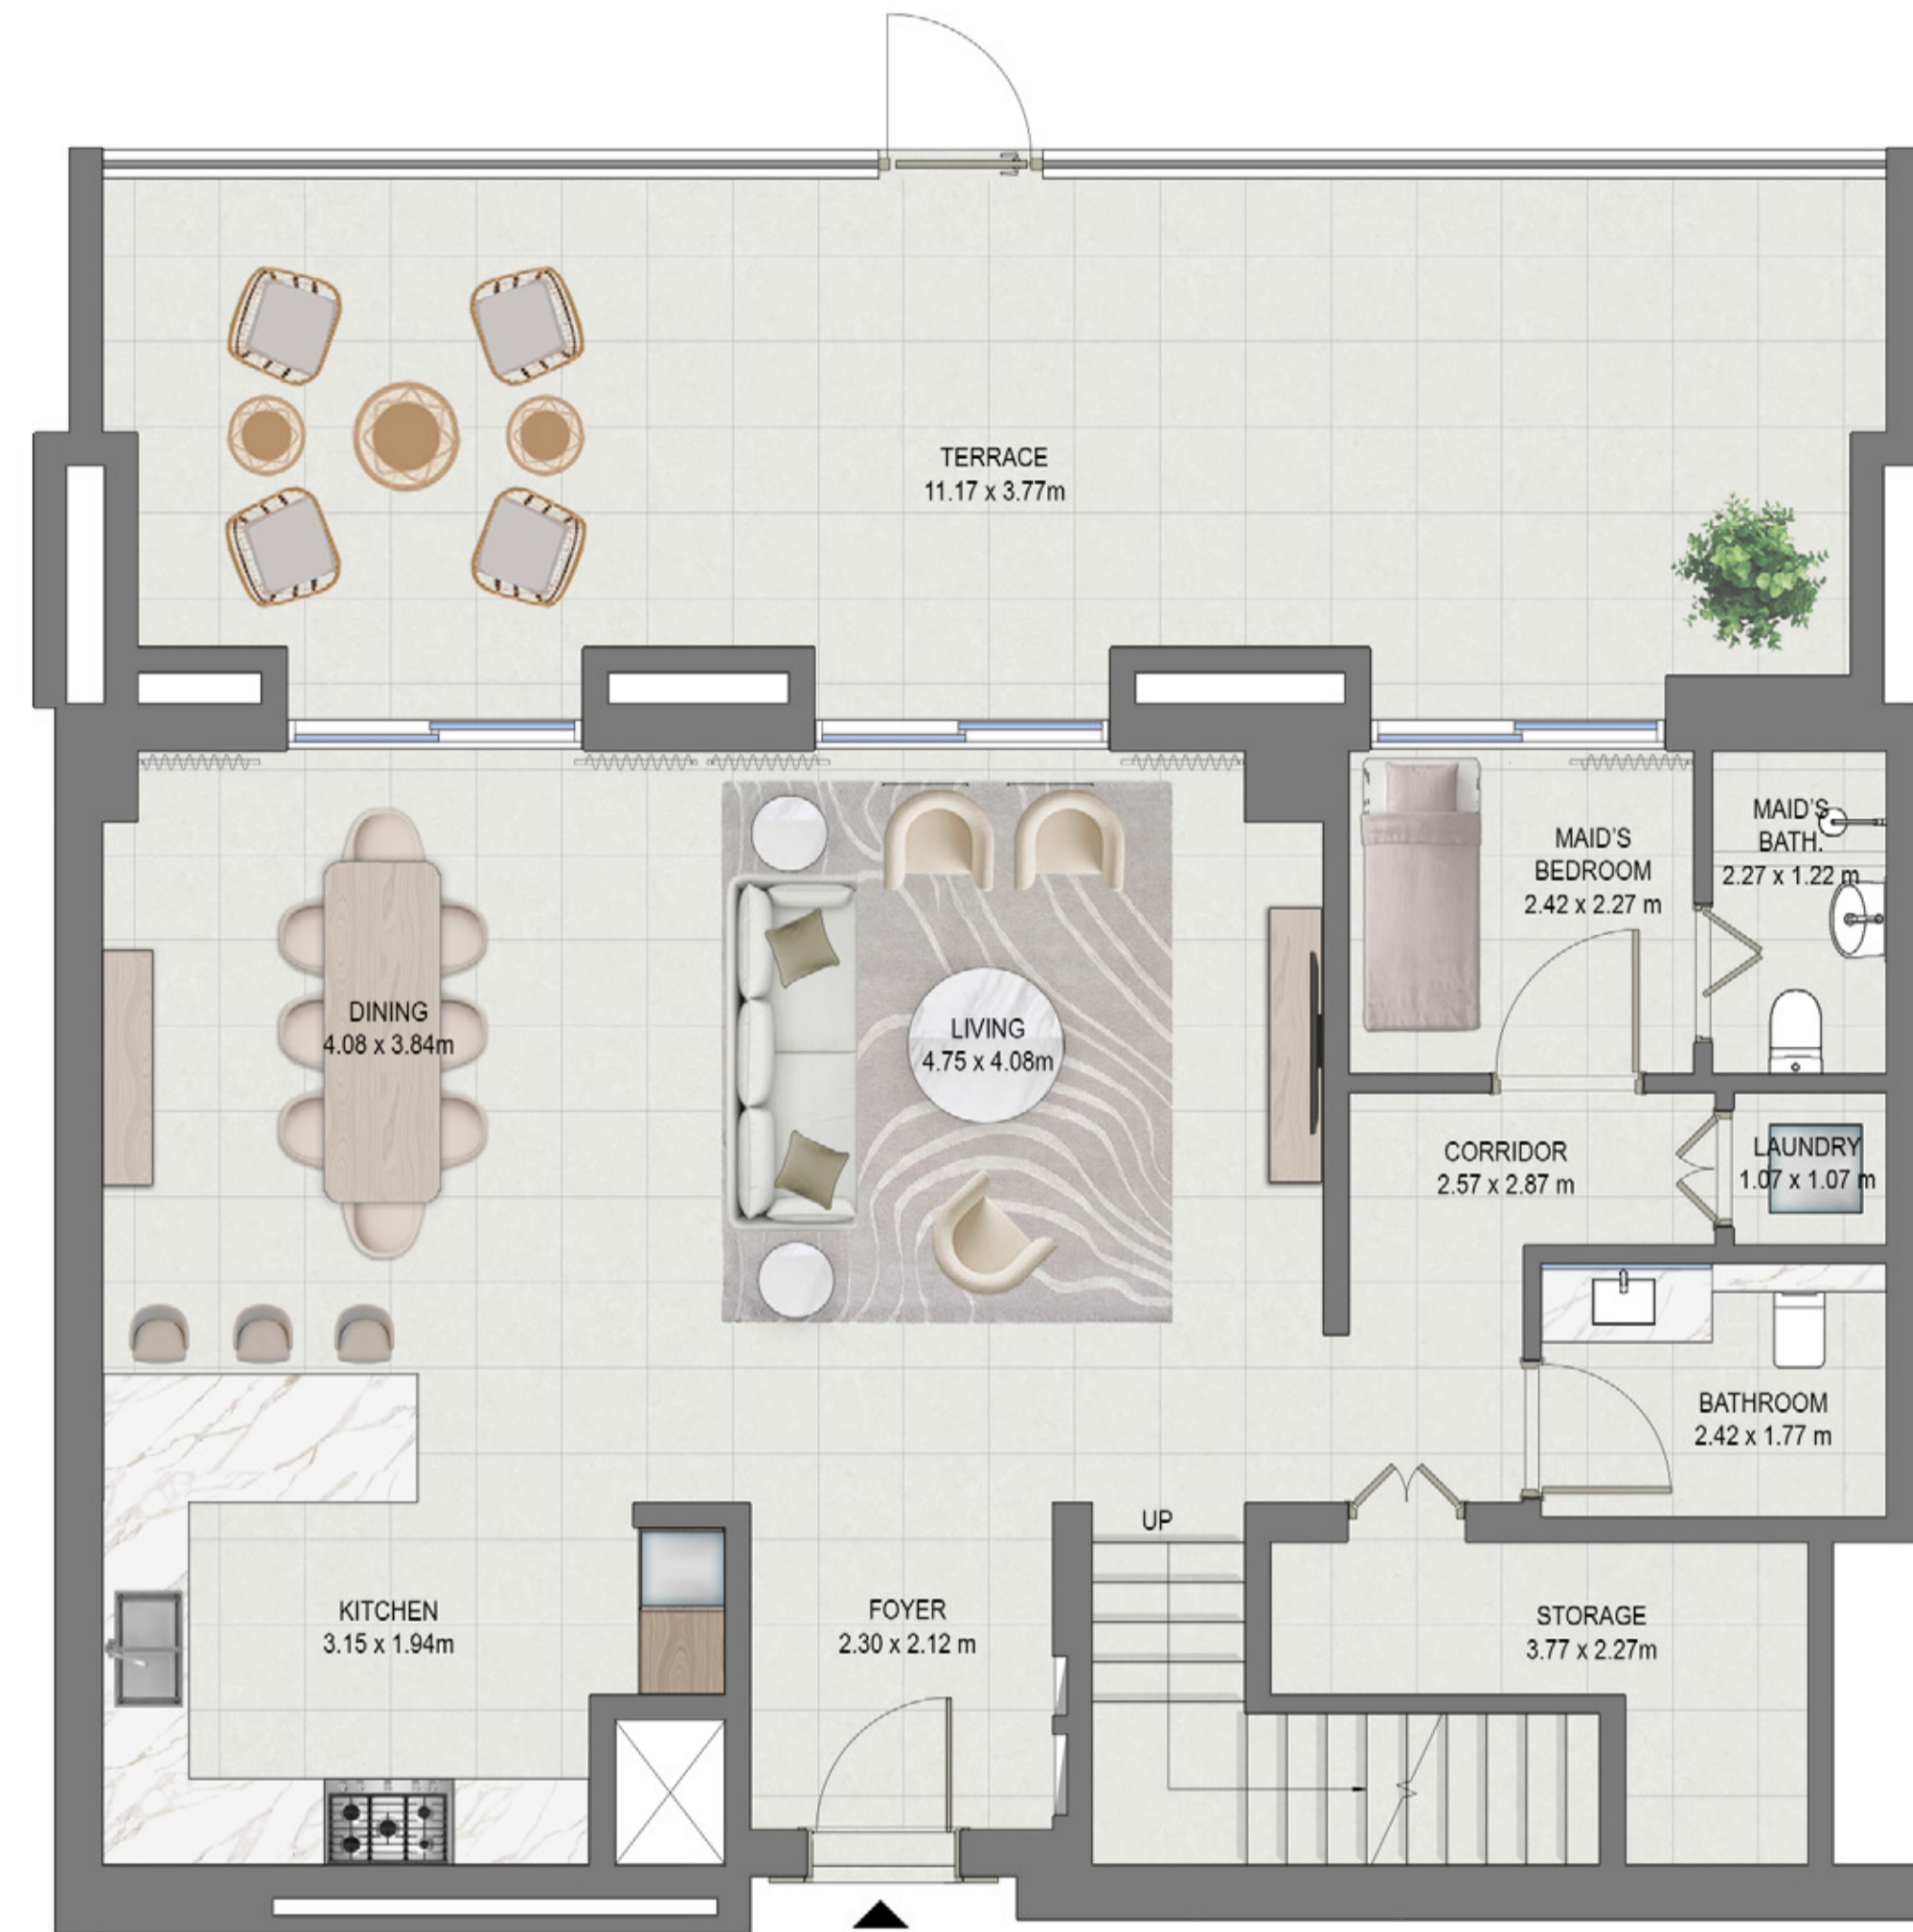 TERRACE
11.17 x 3.77m
MAID'S
BEDROOM
2.42 x 2.27 m
MAID'S
BATH.
2.27 x 1.22 m
DINING
4.08 x 3.84m
LIVING
4.75 x 4.08m
CORRIDOR
2.57 x 2.87 m
LAUNDRY
1.07 x 1.07 m
BATHROOM
2.42 x 1.77 m
UP
KITCHEN
3.15 x 1.94m
FOYER
2.30 x 2.12 m
STORAGE
3.77 x 2.27m